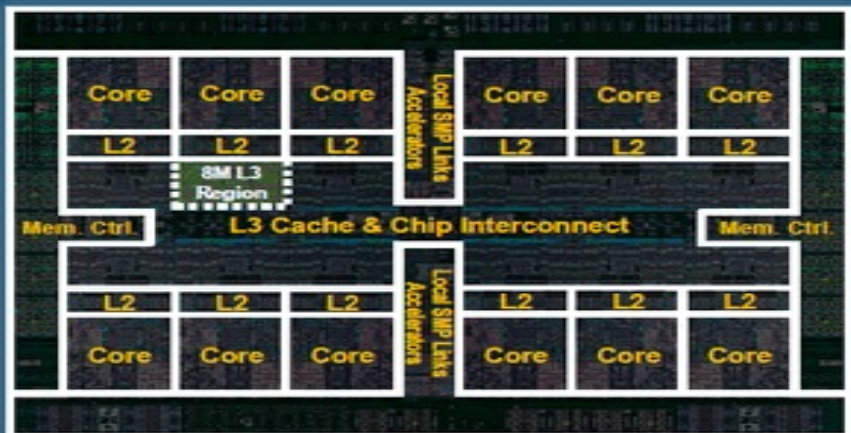 Core Core Core Core Core Core
Local SMP Links
Accelerators
L2 L2 L2 L2 L2 L2
8M L3
Region
Mem. Ctrl. L3 Cache & Chip Interconnect Mem. Ctrl.
L2 L2 L2 L2 L2 L2
Local SMP Links
Accelerators
Core Core Core Core Core Core